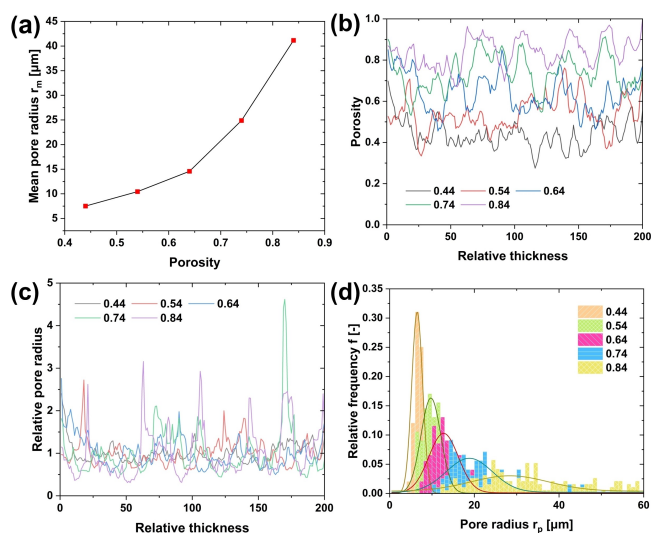 (a)
45
40
35
30
25
20
15
10
5
Mean pore radius rm [μm]
0.4 0.5 0.6 0.7 0.8 0.9
Porosity
(b)
1.0
0.8
0.6
0.4
0.2
0.0
Porosity
0.44 0.54 0.64
0.74 0.84
0 50 100 150 200
Relative thickness
(c)
5
4
3
2
1
0
Relative pore radius
0.44 0.54 0.64
0.74 0.84
0 50 100 150 200
Relative thickness
(d)
0.35
0.30
0.25
0.20
0.15
0.10
0.05
0.00
Relative frequency f [-]
0.44
0.54
0.64
0.74
0.84
0 10 20 30 40 50 60
Pore radius rp [μm]